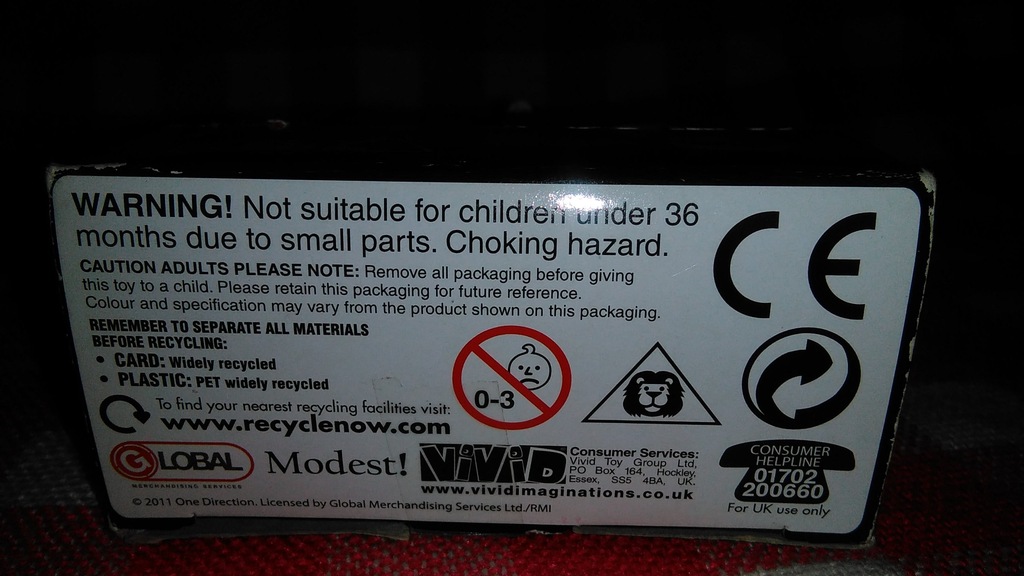 WARNING! Not suitable for children under 36
months due to small parts. Choking hazard.
CAUTION ADULTS PLEASE NOTE: Remove all packaging before giving
this toy to a child. Please retain this packaging for future reference.
Colour and specification may vary from the product shown on this packaging.
REMEMBER TO SEPARATE ALL MATERIALS
BEFORE RECYCLING:
• CARD: Widely recycled
• PLASTIC: PET widely recycled
To find your nearest recycling facilities visit:
www.recyclenow.com
0-3
CE
GLOBAL
MERCHANDISING SERVICES
Modest!
ViViD
www.vividimaginations.co.uk
Consumer Services:
Vivid Toy Group Ltd,
PO Box 164, Hockley,
Essex, SS5 4BA, UK.
CONSUMER
HELPLINE
01702
200660
For UK use only
© 2011 One Direction. Licensed by Global Merchandising Services Ltd./RMI